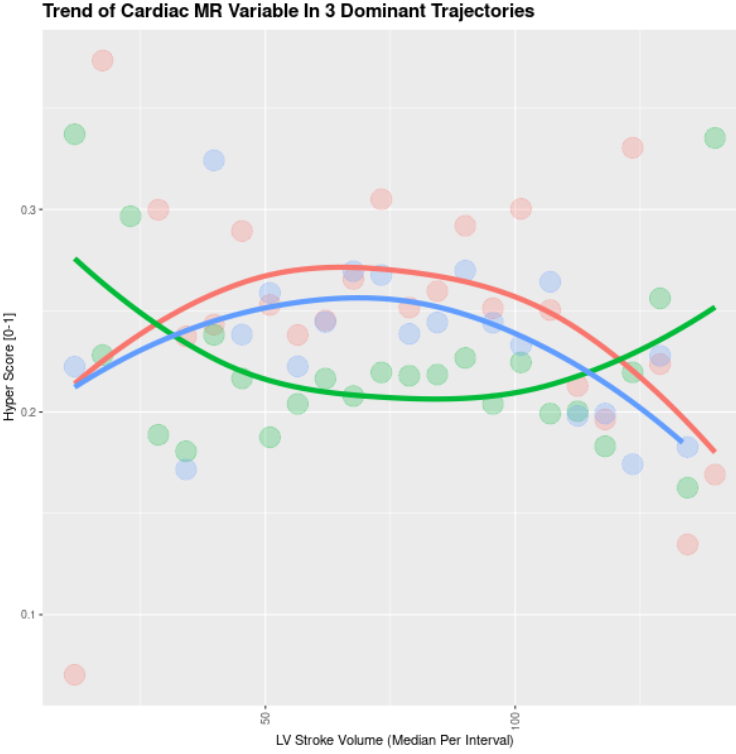 Trend of Cardiac MR Variable In 3 Dominant Trajectories
Hyper Score [0-1]
0.3
0.2
0.1
50
100
LV Stroke Volume (Median Per Interval)